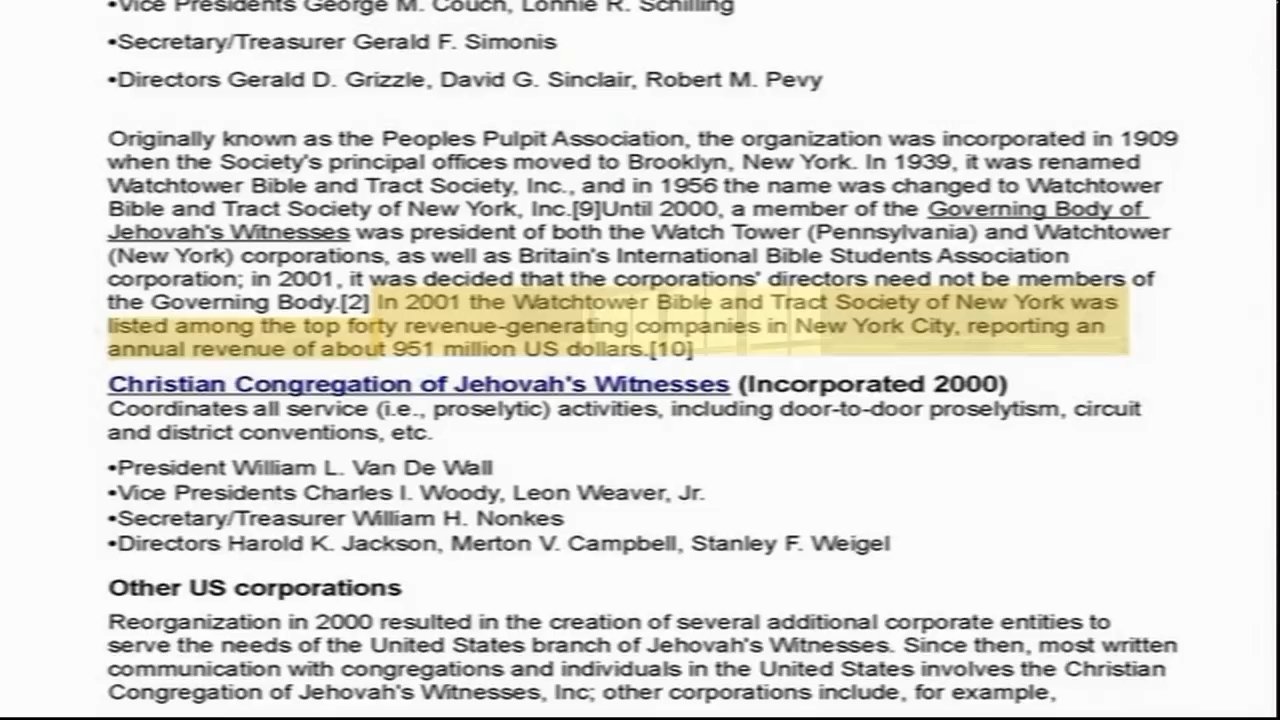 •Vice Presidents George M. Couch, Lonnie R. Schilling
•Secretary/Treasurer Gerald F. Simonis
•Directors Gerald D. Grizzle, David G. Sinclair, Robert M. Pevy
Originally known as the Peoples Pulpit Association, the organization was incorporated in 1909
when the Society's principal offices moved to Brooklyn, New York. In 1939, it was renamed
Watchtower Bible and Tract Society, Inc., and in 1956 the name was changed to Watchtower
Bible and Tract Society of New York, Inc.[9]Until 2000, a member of the Governing Body of
Jehovah's Witnesses was president of both the Watch Tower (Pennsylvania) and Watchtower
(New York) corporations, as well as Britain's International Bible Students Association
corporation; in 2001, it was decided that the corporations' directors need not be members of
the Governing Body.[2] In 2001 the Watchtower Bible and Tract Society of New York was
listed among the top forty revenue-generating companies in New York City, reporting an
annual revenue of about 951 million US dollars.[10]
Christian Congregation of Jehovah's Witnesses (Incorporated 2000)
Coordinates all service (i.e., proselytic) activities, including door-to-door proselytism, circuit
and district conventions, etc.
•President William L. Van De Wall
•Vice Presidents Charles I. Woody, Leon Weaver, Jr.
•Secretary/Treasurer William H. Nonkes
•Directors Harold K. Jackson, Merton V. Campbell, Stanley F. Weigel
Other US corporations
Reorganization in 2000 resulted in the creation of several additional corporate entities to
serve the needs of the United States branch of Jehovah's Witnesses. Since then, most written
communication with congregations and individuals in the United States involves the Christian
Congregation of Jehovah's Witnesses, Inc; other corporations include, for example,